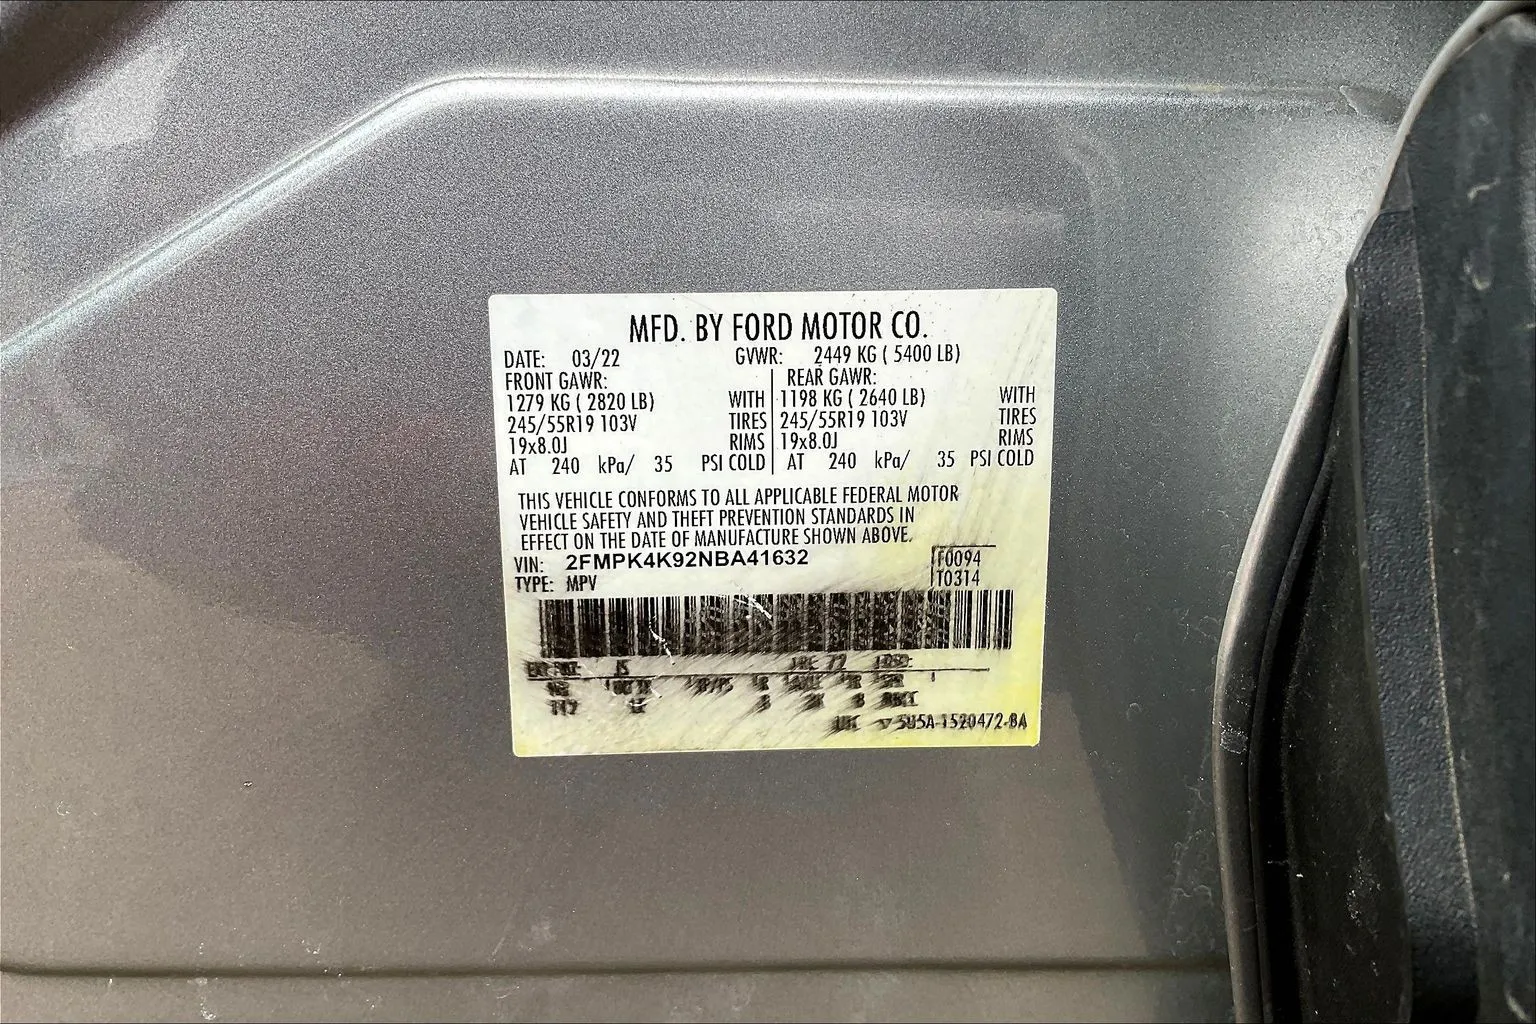 MFD. BY FORD MOTOR CO.
DATE: 03/22 GVWR: 2449 KG ( 5400 LB)
FRONT GAWR: REAR GAWR:
1279 KG ( 2820 LB) WITH 1198 KG ( 2640 LB) WITH
245/55R19 103V TIRES 245/55R19 103V TIRES
19x8.0J RIMS 19x8.0J RIMS
AT 240 kPa/ 35 PSI COLD AT 240 kPa/ 35 PSI COLD
THIS VEHICLE CONFORMS TO ALL APPLICABLE FEDERAL MOTOR
VEHICLE SAFETY AND THEFT PREVENTION STANDARDS IN
EFFECT ON THE DATE OF MANUFACTURE SHOWN ABOVE.
VIN: 2FMPK4K92NBA41632 F0094
TYPE: MPV T0314
5U5A-1520472-BA